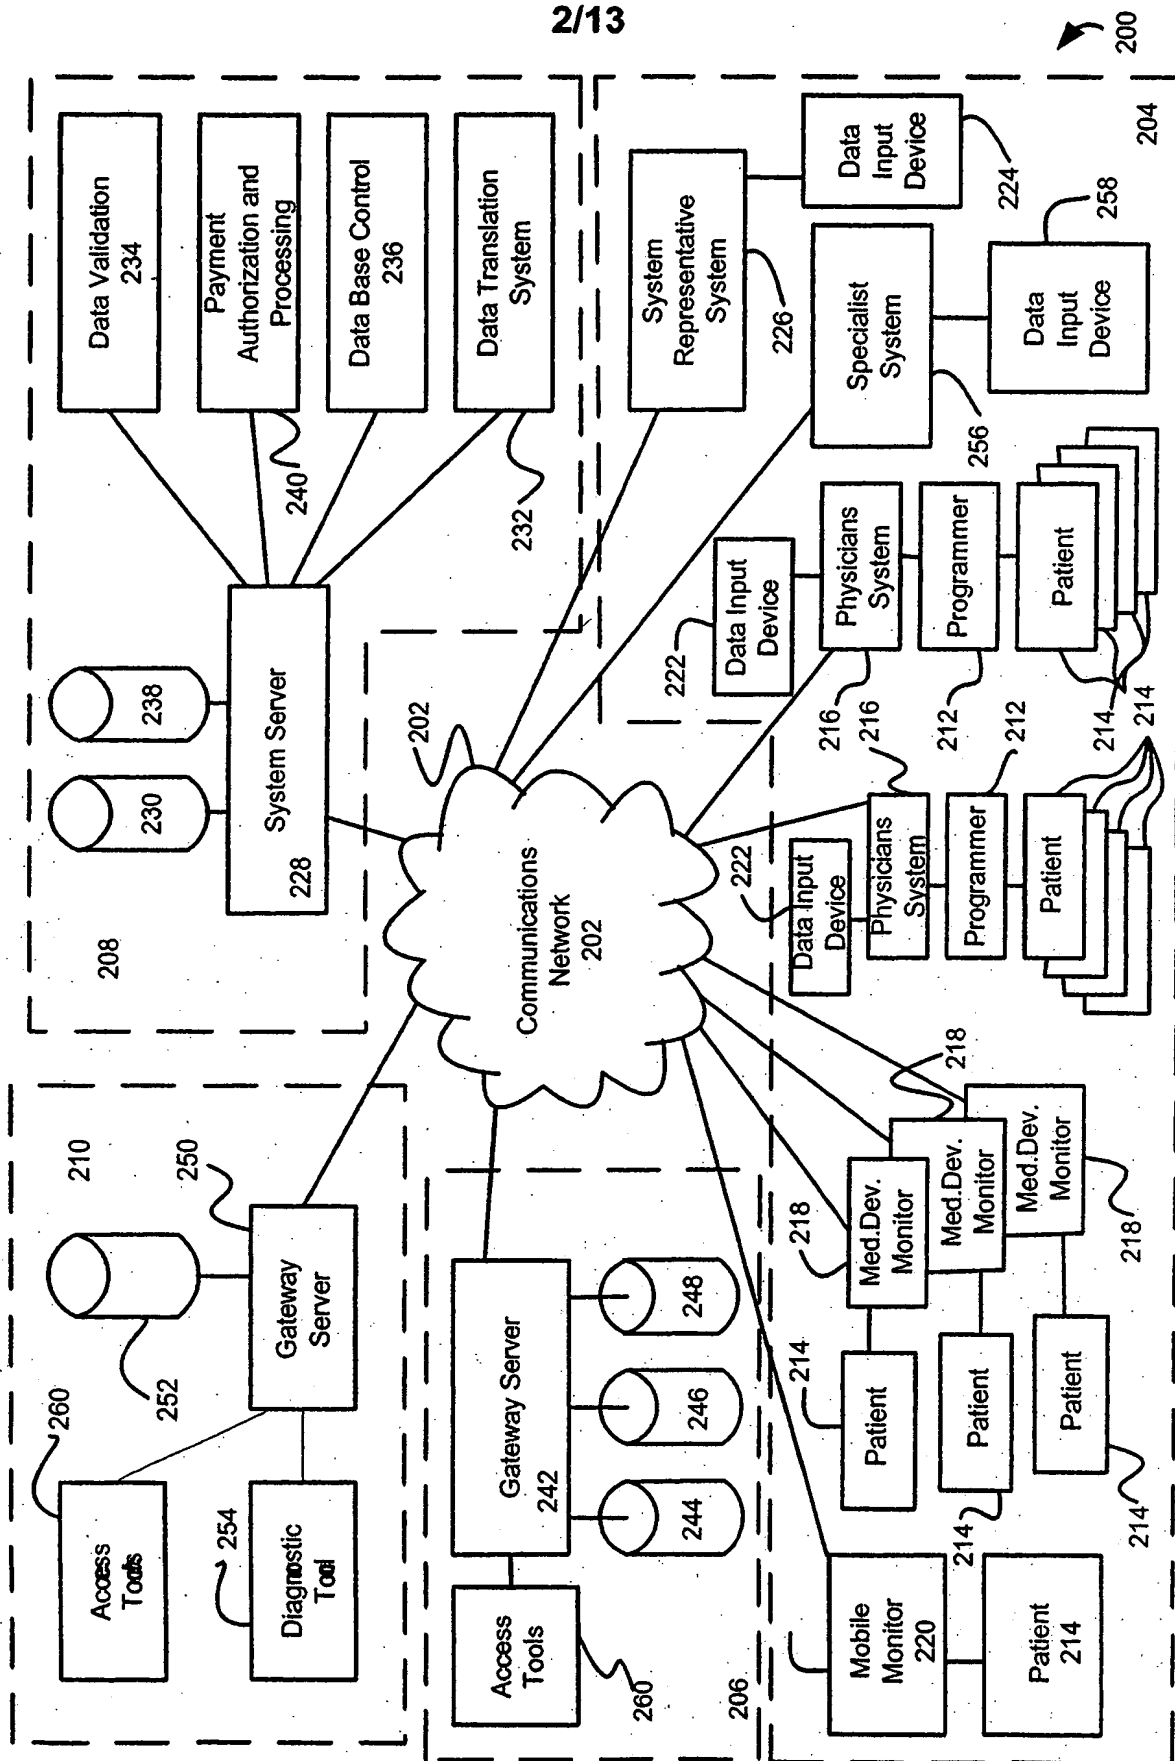 2/13
200
210
250
252
260
Access
Tools
254
Diagnostic
Tool
Gateway
Server
208
230
238
System Server
228
Data Validation
234
Payment
Authorization and
Processing
240
Data Base Control
236
Data Translation
System
232
202
Communications
Network
202
Gateway Server
242
244
246
248
Access
Tools
260
206
204
System
Representative
System
226
Data
Input
Device
224
Specialist
System
256
Data
Input
Device
258
222
Data Input
Device
Physicians
System
216
Programmer
212
Patient
214
222
Data Input
Device
Physicians
System
216
Programmer
212
Patient
214
218
Med.Dev.
Monitor
218
Med.Dev.
Monitor
Med.Dev.
Monitor
218
214
Patient
Patient
214
Patient
214
Mobile
Monitor
220
Patient
214